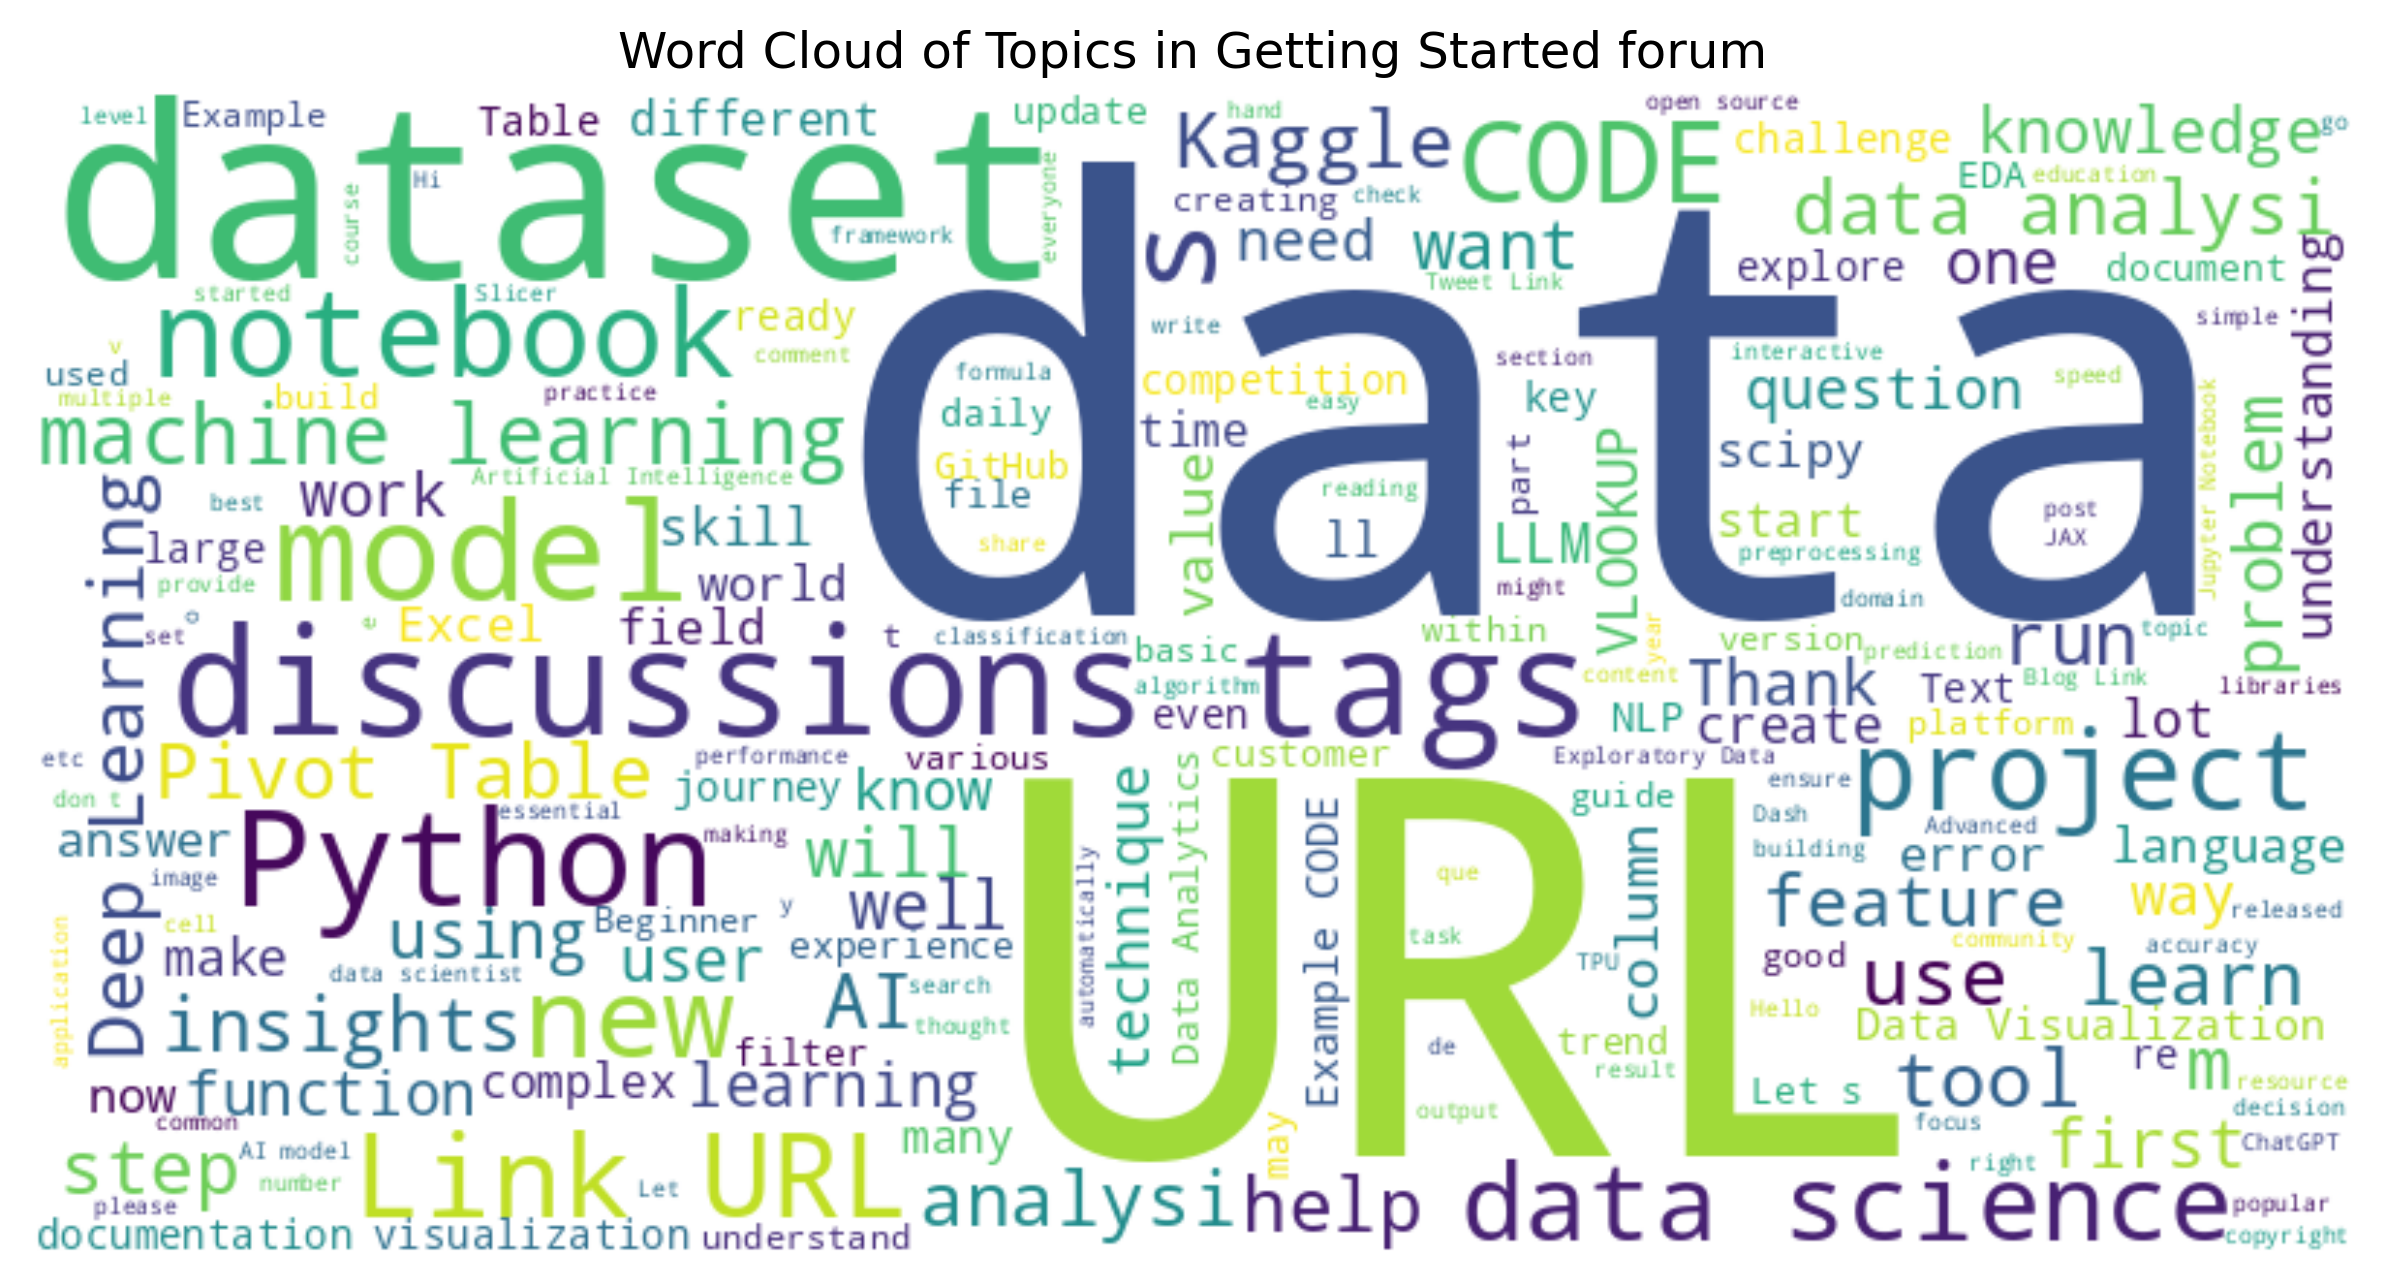 Word Cloud of Topics in Getting Started forum
level
Example
Table
different
update
hand
open source
Kaggle
CODE
challenge
knowledge
go
dataset
Hi
course
framework
everyone
creating
check
EDA
education
data analysi
s
need
want
Tweet Link
explore
one
document
understanding
data
started
Slicer
notebook
ready
comment
write
simple
v
used
multiple
build
practice
formula
daily
GitHub
file
share
competition
easy
time
section
key
interactive
question
speed
Jupyter Notebook
machine learning
Artificial Intelligence
value
reading
ll
part
VLOOKUP
scipy
start
preprocessing
post
JAX
problem
Deep Learning
best
work
large
model
skill
provide
world
LLM
might
domain
set
o
e
Excel
field
t
classification
basic
algorithm
within
year
version
prediction
run
topic
discussions
tags
content
Thank
Text
Blog Link
libraries
even
NLP
create
platform
lot
etc
Pivot Table
performance
various
customer
Exploratory Data
project
don t
essential
journey
know
technique
Data Analytics
URL
guide
ensure
Dash
Advanced
answer
Python
making
will
automatically
Example CODE
que
column
building
error
language
image
cell
application
using
Beginner
y
well
task
feature
way
released
make
data scientist
user
experience
TPU
good
community
accuracy
insights
new
AI
search
thought
use
learn
Hello
Data Visualization
filter
de
trend
result
re
m
resource
now
function
complex
learning
output
Let s
tool
decision
common
may
focus
AI model
step
number
Link URL
Let
many
first
ChatGPT
right
please
analysi
help
data science
popular
documentation
visualization
understand
copyright